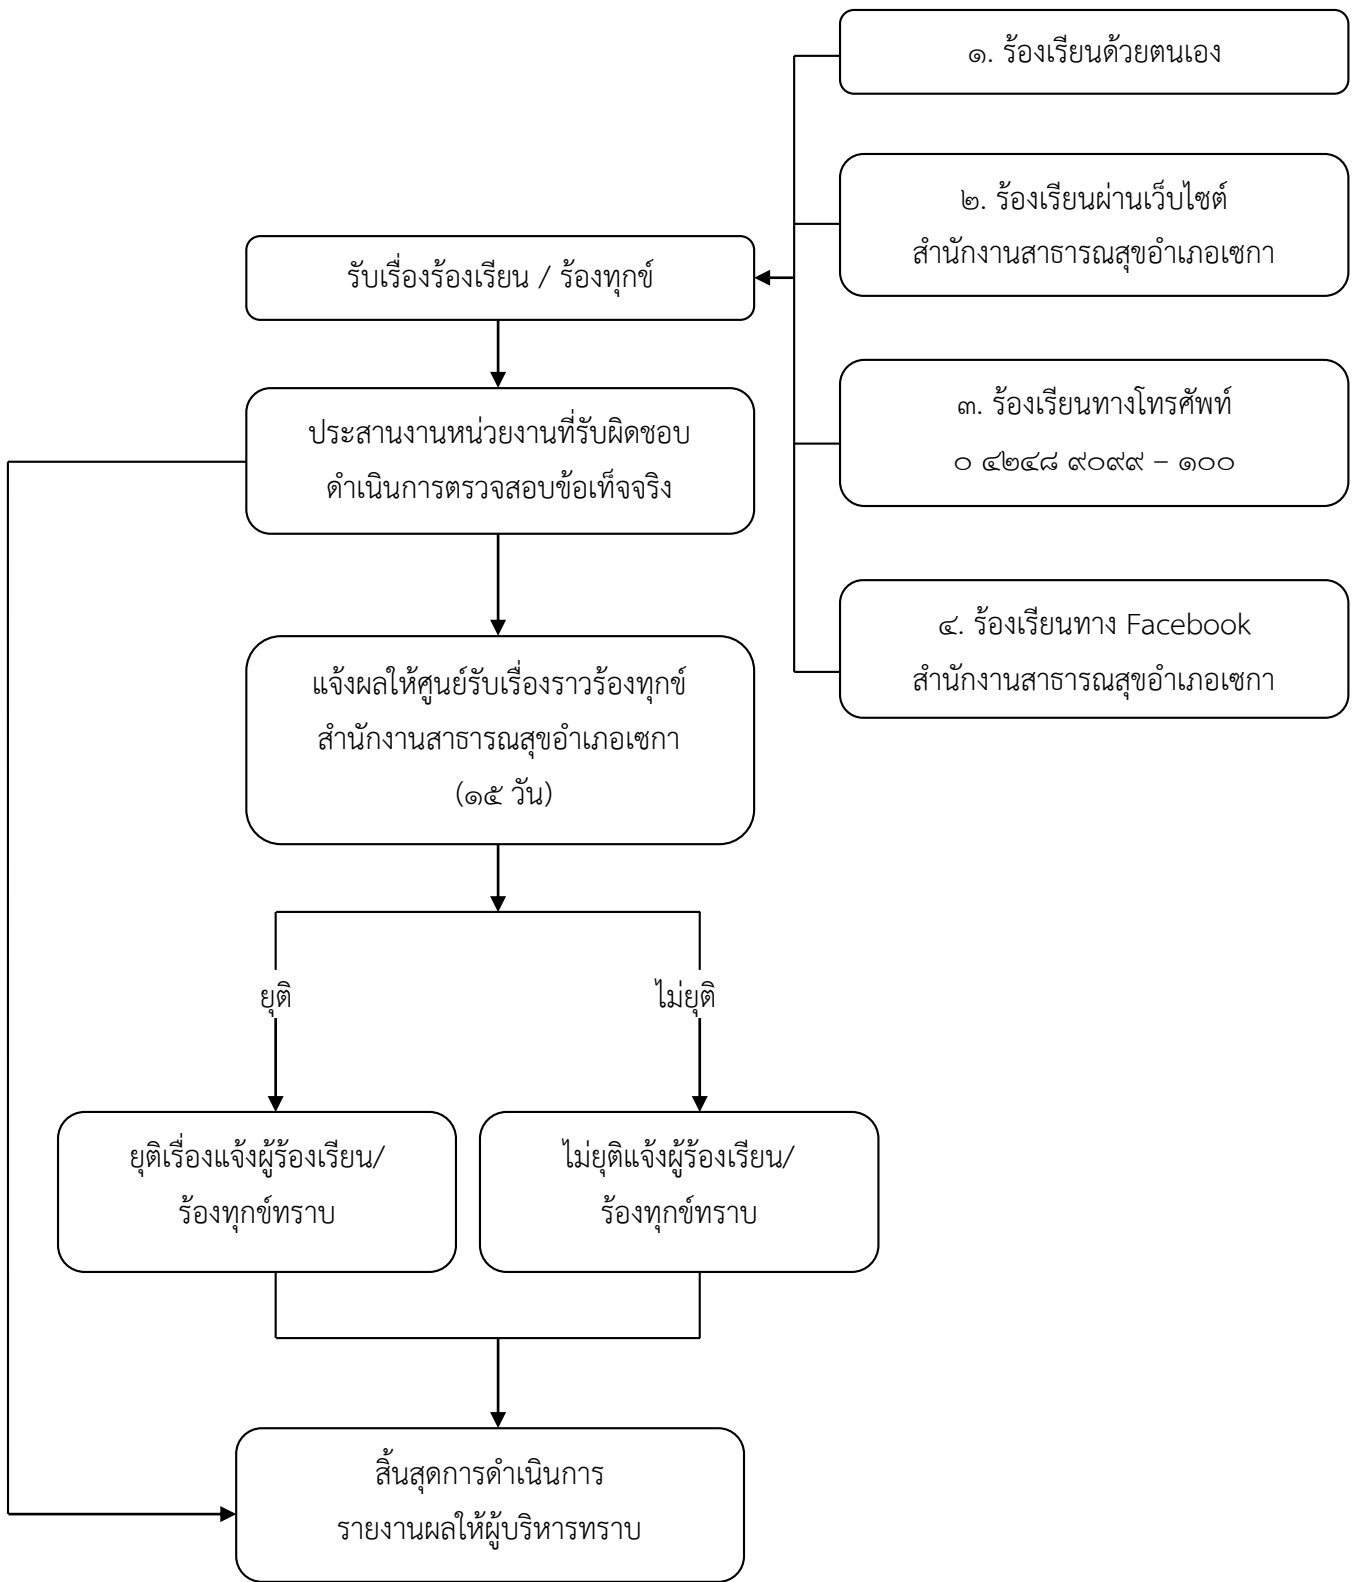 ๑. ร้องเรียนด้วยตนเอง
๒. ร้องเรียนผ่านเว็บไซต์
สำนักงานสาธารณสุขอำเภอเซกา
รับเรื่องร้องเรียน / ร้องทุกข์
๓. ร้องเรียนทางโทรศัพท์
๐ ๔๒๔๘ ๙๐๙๙ – ๑๐๐
ประสานงานหน่วยงานที่รับผิดชอบ
ดำเนินการตรวจสอบข้อเท็จจริง
๔. ร้องเรียนทาง Facebook
สำนักงานสาธารณสุขอำเภอเซกา
แจ้งผลให้ศูนย์รับเรื่องราวร้องทุกข์
สำนักงานสาธารณสุขอำเภอเซกา
(๑๕ วัน)
ยุติ
ไม่ยุติ
ยุติเรื่องแจ้งผู้ร้องเรียน/
ร้องทุกข์ทราบ
ไม่ยุติแจ้งผู้ร้องเรียน/
ร้องทุกข์ทราบ
สิ้นสุดการดำเนินการ
รายงานผลให้ผู้บริหารทราบ